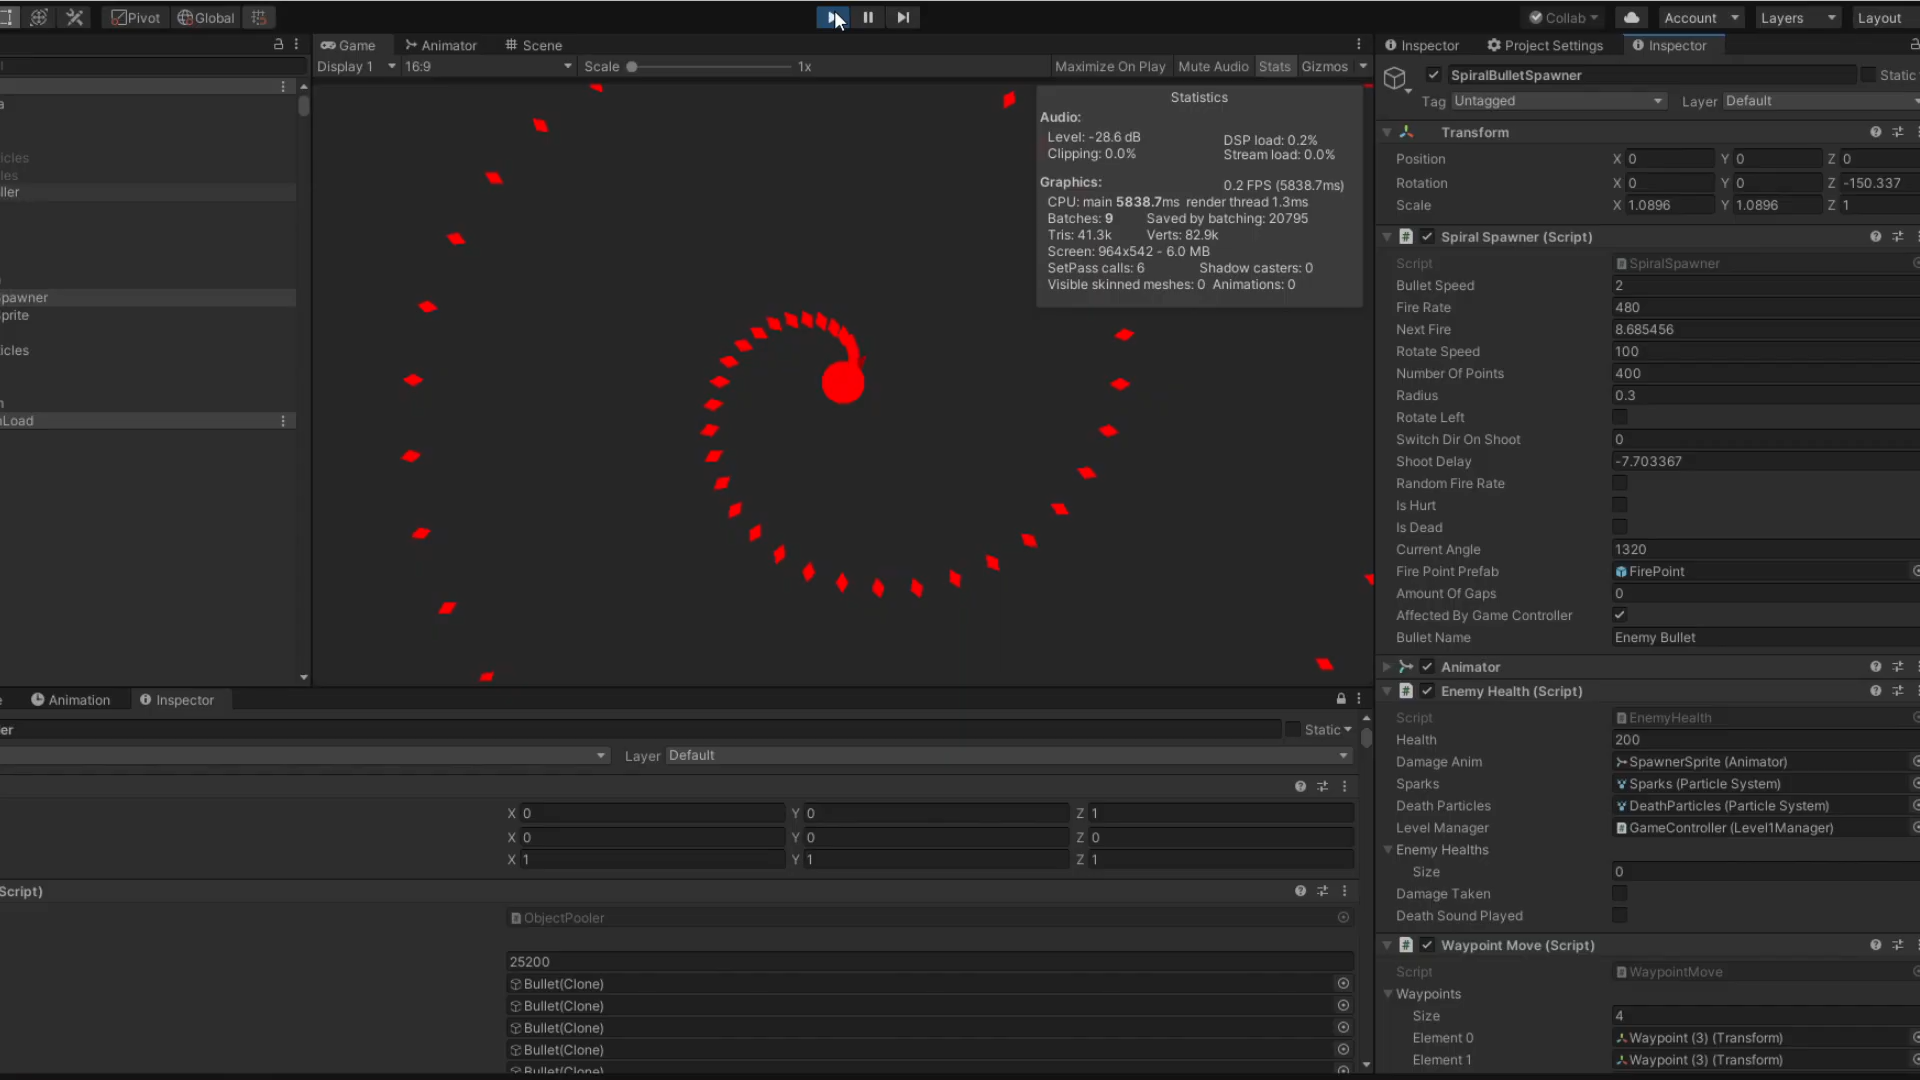 Pivot Global Collab Account Layers Layout
Game Animator Scene
Display 1 16:9 Scale 1x Maximize On Play Mute Audio Stats Gizmos
a
icles
les
ller
pawner
prite
icles
n
nLoad
Statistics
Audio:
Level: -28.6 dB DSP load: 0.2%
Clipping: 0.0% Stream load: 0.0%
Graphics: 0.2 FPS (5838.7ms)
CPU: main 5838.7ms render thread 1.3ms
Batches: 9 Saved by batching: 20795
Tris: 41.3k Verts: 82.9k
Screen: 964x542 - 6.0 MB
SetPass calls: 6 Shadow casters: 0
Visible skinned meshes: 0 Animations: 0
Inspector Project Settings Inspector
SpiralBulletSpawner Static
Tag Untagged Layer Default
Transform
Position X 0 Y 0 Z 0
Rotation X 0 Y 0 Z -150.337
Scale X 1.0896 Y 1.0896 Z 1
Spiral Spawner (Script)
Script SpiralSpawner
Bullet Speed 2
Fire Rate 480
Next Fire 8.685456
Rotate Speed 100
Number Of Points 400
Radius 0.3
Rotate Left
Switch Dir On Shoot 0
Shoot Delay -7.703367
Random Fire Rate
Is Hurt
Is Dead
Current Angle 1320
Fire Point Prefab FirePoint
Amount Of Gaps 0
Affected By Game Controller
Bullet Name Enemy Bullet
Animator
Enemy Health (Script)
Script EnemyHealth
Health 200
Damage Anim SpawnerSprite (Animator)
Sparks Sparks (Particle System)
Death Particles DeathParticles (Particle System)
Level Manager GameController (Level1Manager)
Enemy Healths
Size 0
Damage Taken
Death Sound Played
Waypoint Move (Script)
Script WaypointMove
Waypoints
Size 4
Element 0 Waypoint (3) (Transform)
Element 1 Waypoint (3) (Transform)
e Animation Inspector
er Static
Layer Default
X 0 Y 0 Z 1
X 0 Y 0 Z 0
X 1 Y 1 Z 1
Script)
ObjectPooler
25200
Bullet(Clone)
Bullet(Clone)
Bullet(Clone)
Bullet(Clone)
Bullet(Clone)